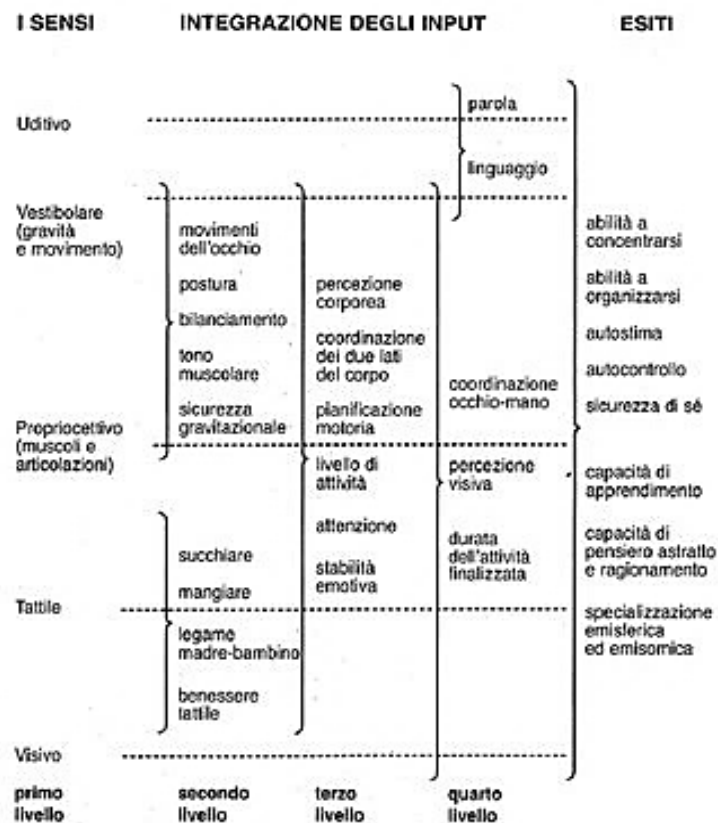 I SENSI
INTEGRAZIONE DEGLI INPUT
ESITI
Uditivo
parola
linguaggio
Vestibolare
(gravità
e movimento)
movimenti
dell'occhio
postura
bilanciamento
tono
muscolare
sicurezza
gravitazionale
percezione
corporea
coordinazione
dei due lati
del corpo
pianificazione
motoria
coordinazione
occhio-mano
abilità a
concentrarsi
abilità a
organizzarsi
autostima
autocontrollo
sicurezza di sé
Propriocettivo
(muscoli e
articolazioni)
livello di
attività
attenzione
stabilità
emotiva
percezione
visiva
durata
dell'attività
finalizzata
capacità di
apprendimento
capacità di
pensiero astratto
e ragionamento
specializzazione
emisferica
ed emisomica
Tattile
succhiare
mangiare
legame
madre-bambino
benessere
tattile
Visivo
primo
livello
secondo
livello
terzo
livello
quarto
livello